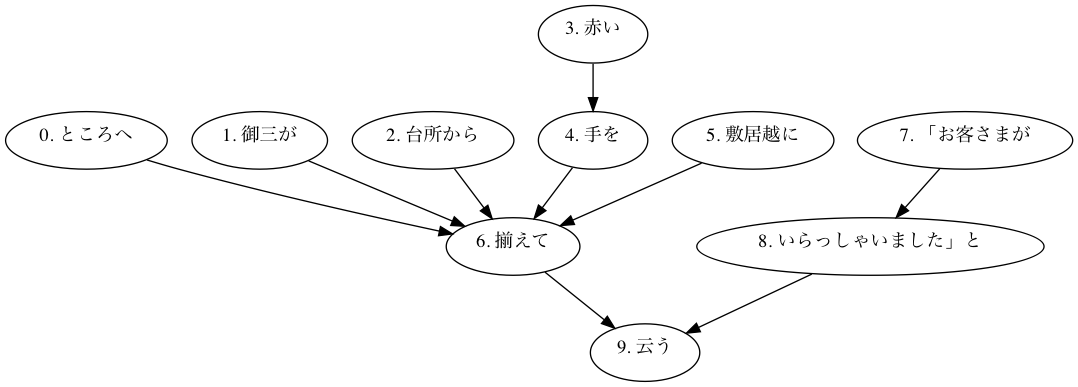 3. 赤い
0. ところへ
1. 御三が
2. 台所から
4. 手を
5. 敷居越に
7. 「お客さまが
6. 揃えて
8. いらっしゃいました」と
9. 云う